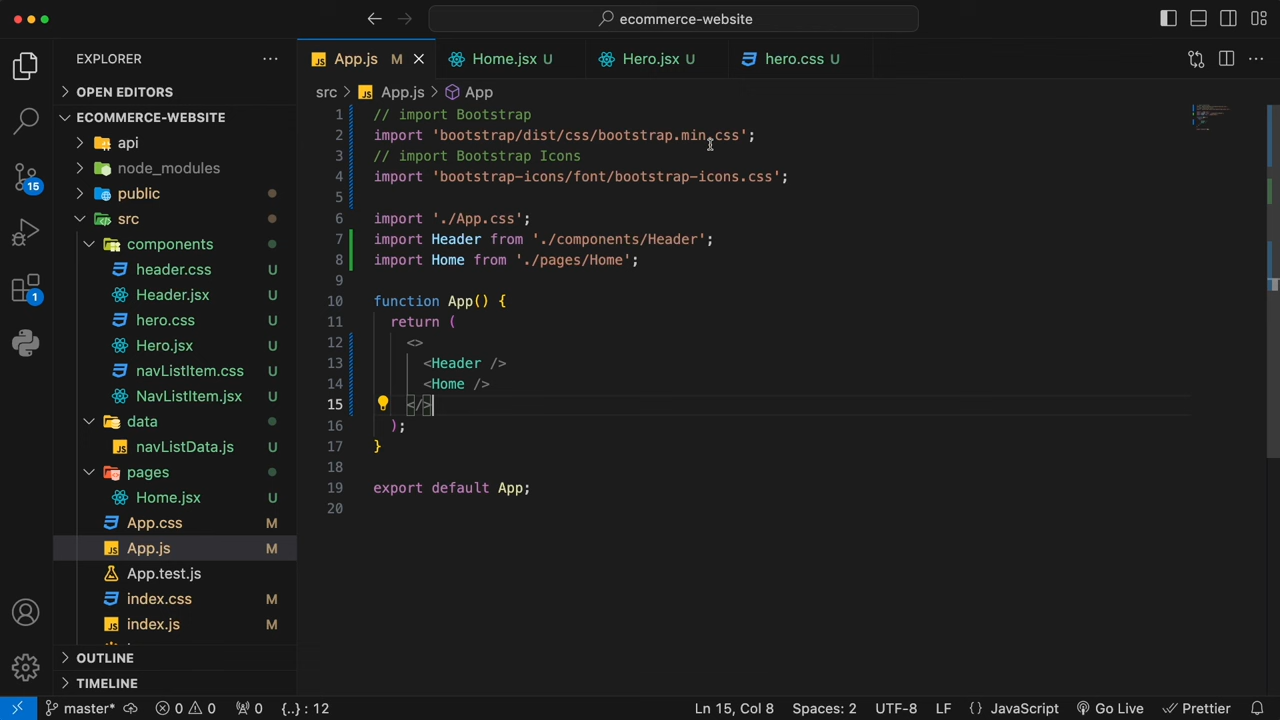 ecommerce-website
EXPLORER
OPEN EDITORS
ECOMMERCE-WEBSITE
api
node_modules
public
src
components
header.css U
Header.jsx U
hero.css U
Hero.jsx U
navListItem.css U
NavListItem.jsx U
data
navListData.js U
pages
Home.jsx U
App.css M
App.js M
App.test.js
index.css M
index.js M
OUTLINE
TIMELINE
15
1
App.js M
Home.jsx U
Hero.jsx U
hero.css U
src > App.js > App
1 // import Bootstrap
2 import 'bootstrap/dist/css/bootstrap.min.css';
3 // import Bootstrap Icons
4 import 'bootstrap-icons/font/bootstrap-icons.css';
5
6 import './App.css';
7 import Header from './components/Header';
8 import Home from './pages/Home';
9
10 function App() {
11 return (
12 <>
13 <Header />
14 <Home />
15 </>
16 );
17 }
18
19 export default App;
20
master* 0 0 0 {..} : 12 Ln 15, Col 8 Spaces: 2 UTF-8 LF {} JavaScript Go Live Prettier